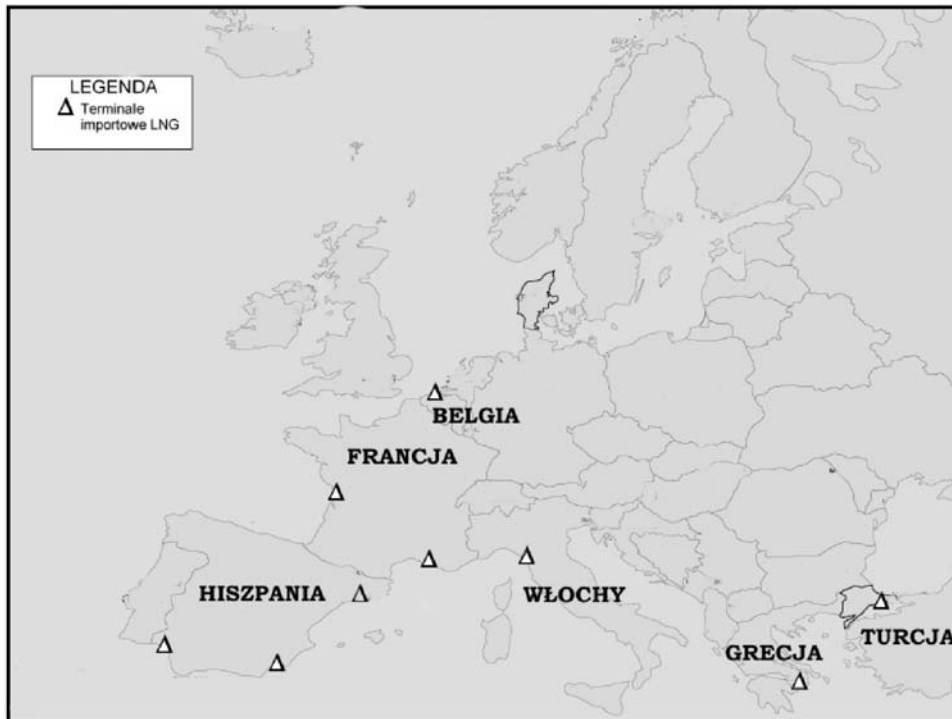 LEGENDA
Terminale
importowe LNG
BELGIA
FRANCJA
HISZPANIA
WŁOCHY
GRECJA
TURCJA